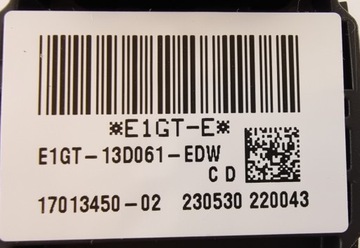 *E1GT-E*
E1GT-13D061-EDW
C D
17013450-02 230530 220043